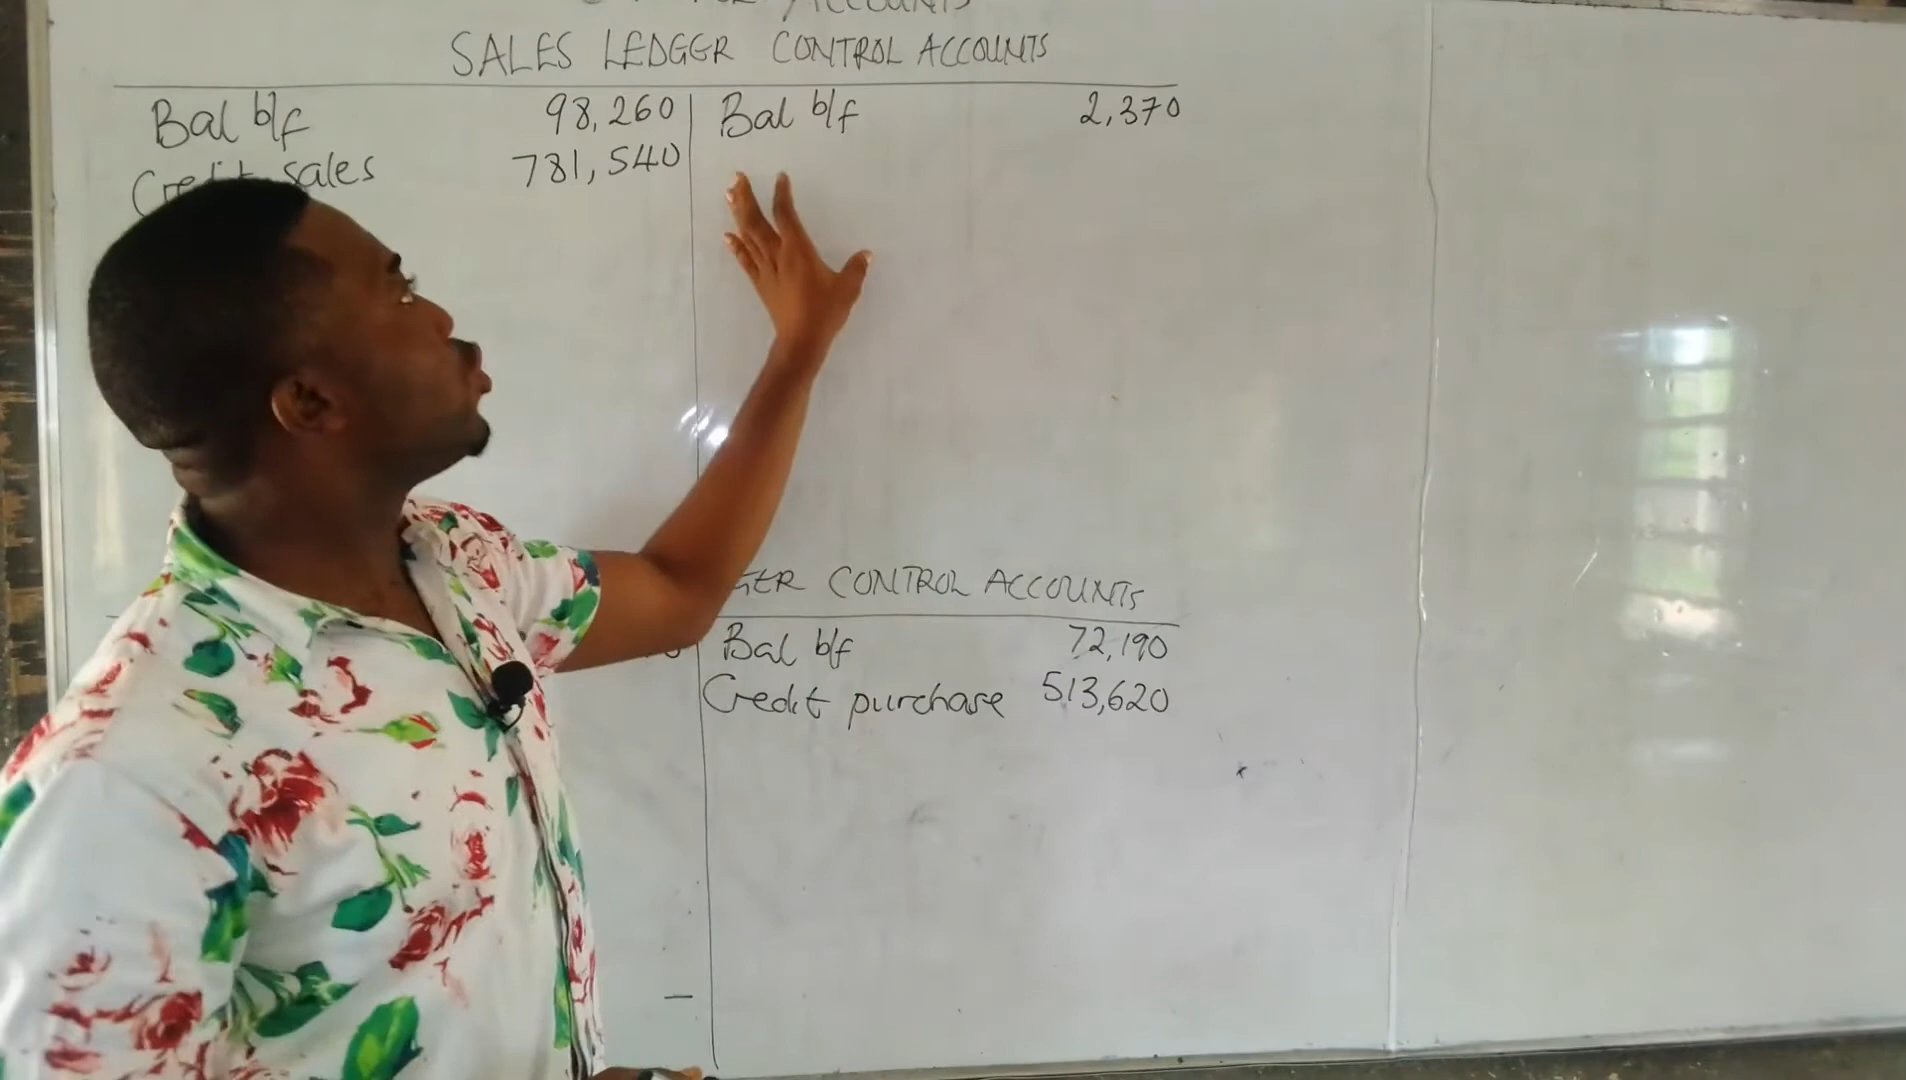 ACCOUNTS
SALES LEDGER CONTROL ACCOUNTS
Bal b/f 98,260 Bal b/f 2,370
Credit sales 781,540
GER CONTROL ACCOUNTS
Bal b/f 72,190
Credit purchase 513,620